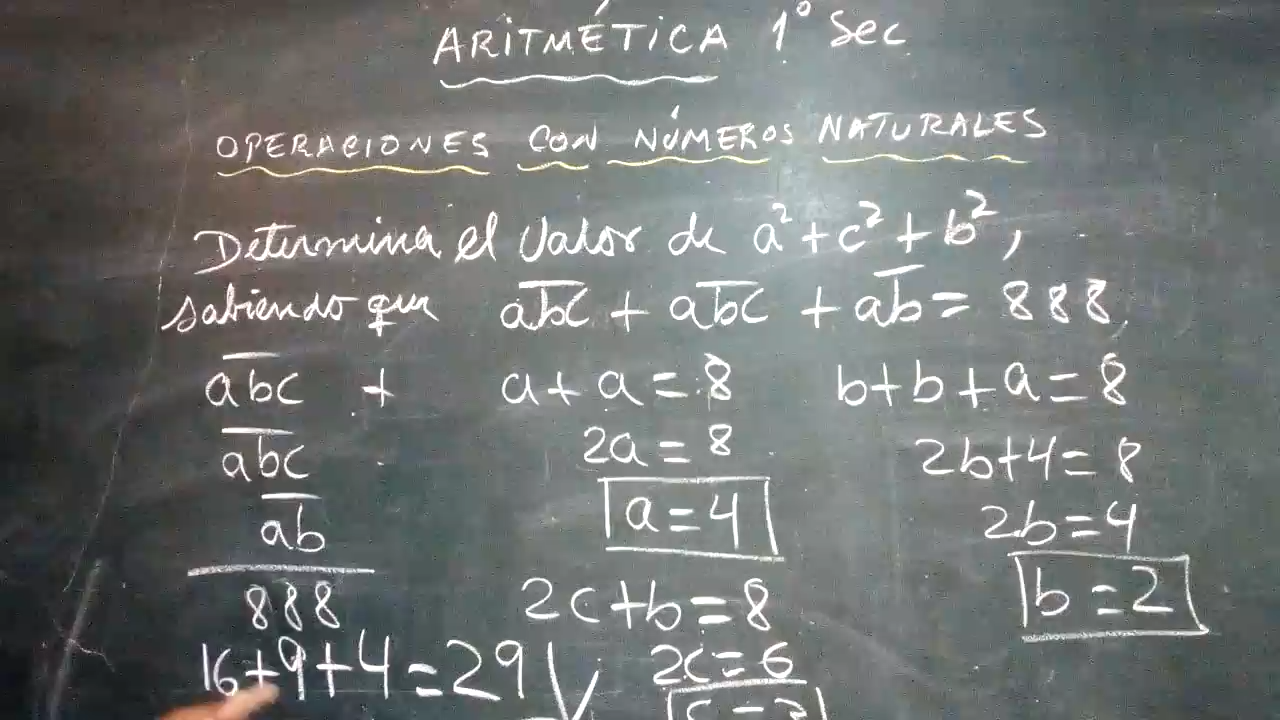 ARITMÉTICA 1° Sec
OPERACIONES CON NÚMEROS NATURALES
Determina el valor de a² + c² + b²,
sabiendo que abc + abc + ab = 888,
abc + a + a = 8 b + b + a = 8
abc 2a = 8 2b + 4 = 8
ab a = 4 2b = 4
888 2c + b = 8 b = 2
16 + 9 + 4 = 29 2c = 6
c = 3